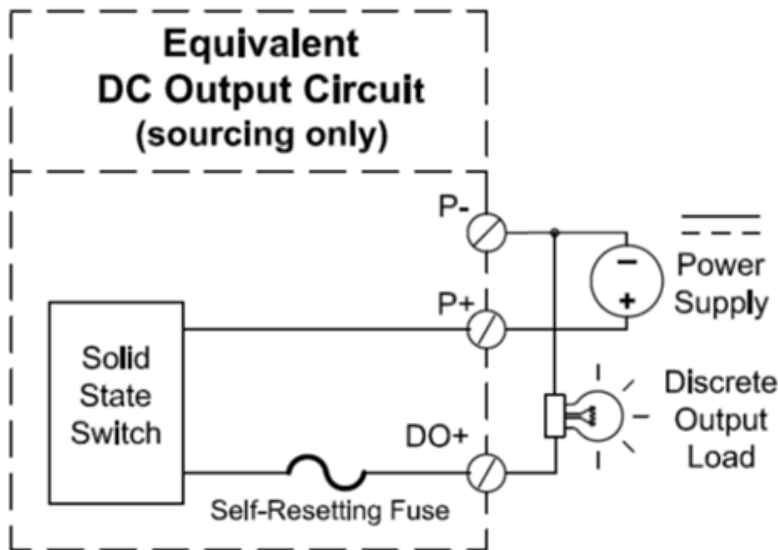 Equivalent
DC Output Circuit
(sourcing only)
P-
Power
Supply
P+
Solid
State
Switch
Discrete
Output
Load
DO+
Self-Resetting Fuse